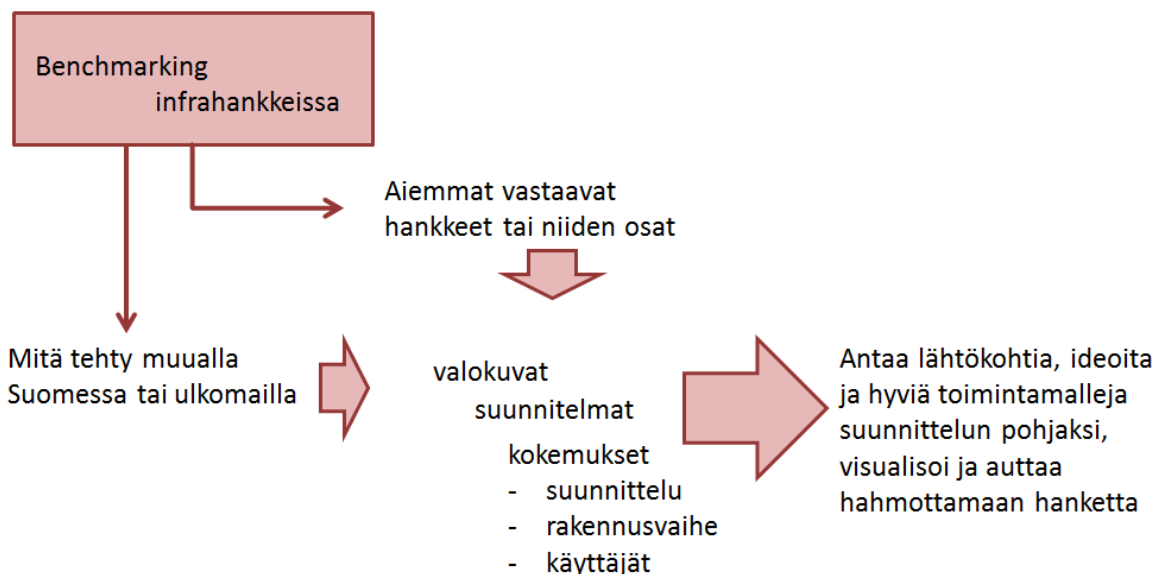 Benchmarking
infrahankkeissa
Aiemmat vastaavat
hankkeet tai niiden osat
Mitä tehty muualla
Suomessa tai ulkomailla
valokuvat
suunnitelmat
kokemukset
- suunnittelu
- rakennusvaihe
- käyttäjät
Antaa lähtökohtia, ideoita
ja hyviä toimintamalleja
suunnittelun pohjaksi,
visualisoi ja auttaa
hahmottamaan hanketta